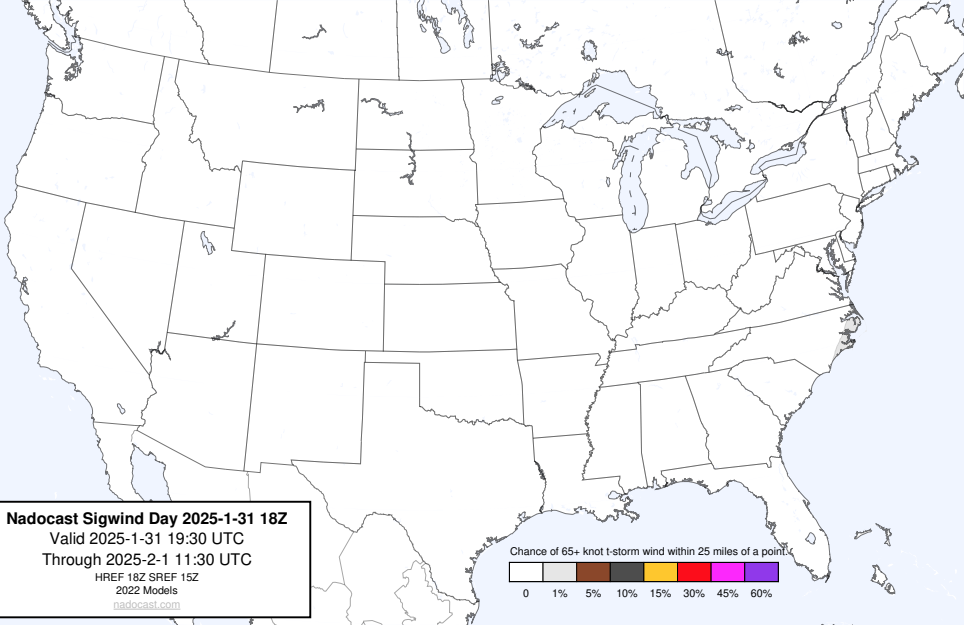 Nadocast Sigwind Day 2025-1-31 18Z
Valid 2025-1-31 19:30 UTC
Through 2025-2-1 11:30 UTC
HREF 18Z SREF 15Z
2022 Models
nadocast.com
Chance of 65+ knot t-storm wind within 25 miles of a point.
0 1% 5% 10% 15% 30% 45% 60%